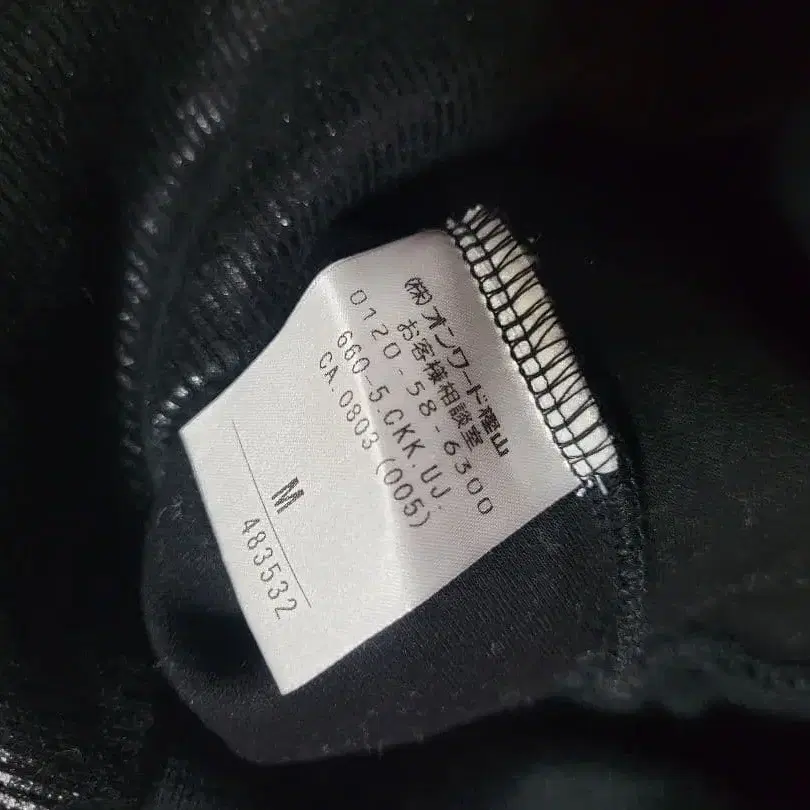 (株)オンワード樫山
お客様相談室
0120-58-6300
660-5.CKK.UJ.
CA.0803(005)
M
483532